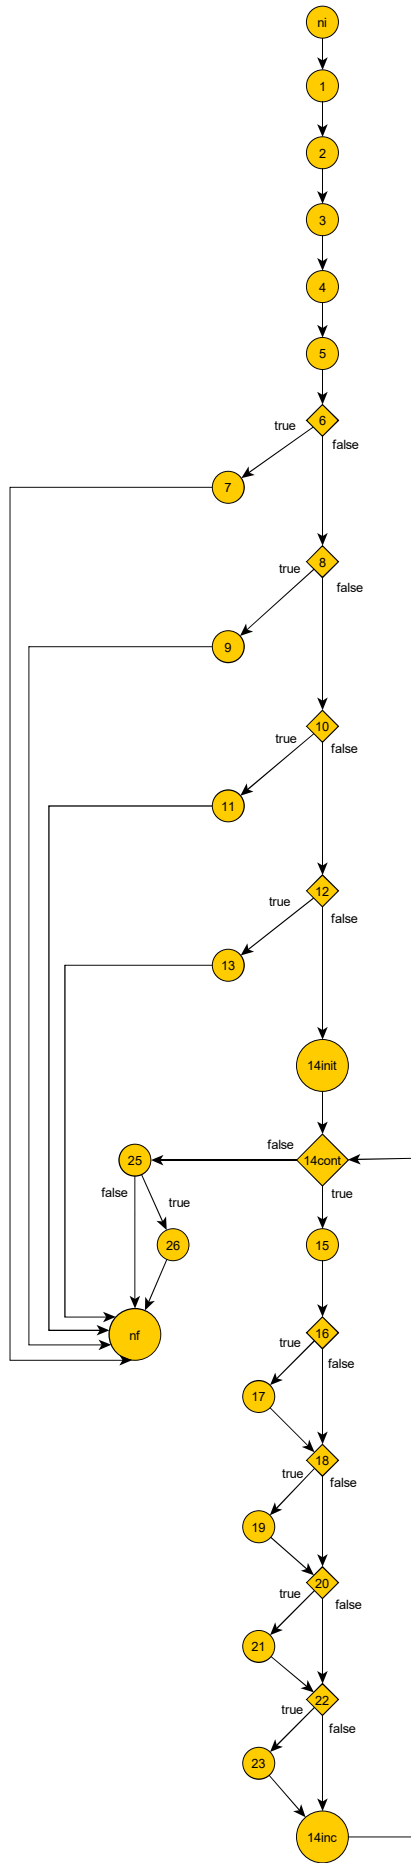 ni
1
2
3
4
5
6
true
false
7
8
true
false
9
10
true
false
11
12
true
false
13
14init
false
14cont
25
true
false
true
15
26
nf
16
true
false
17
18
true
false
19
20
true
false
21
22
true
false
23
14inc